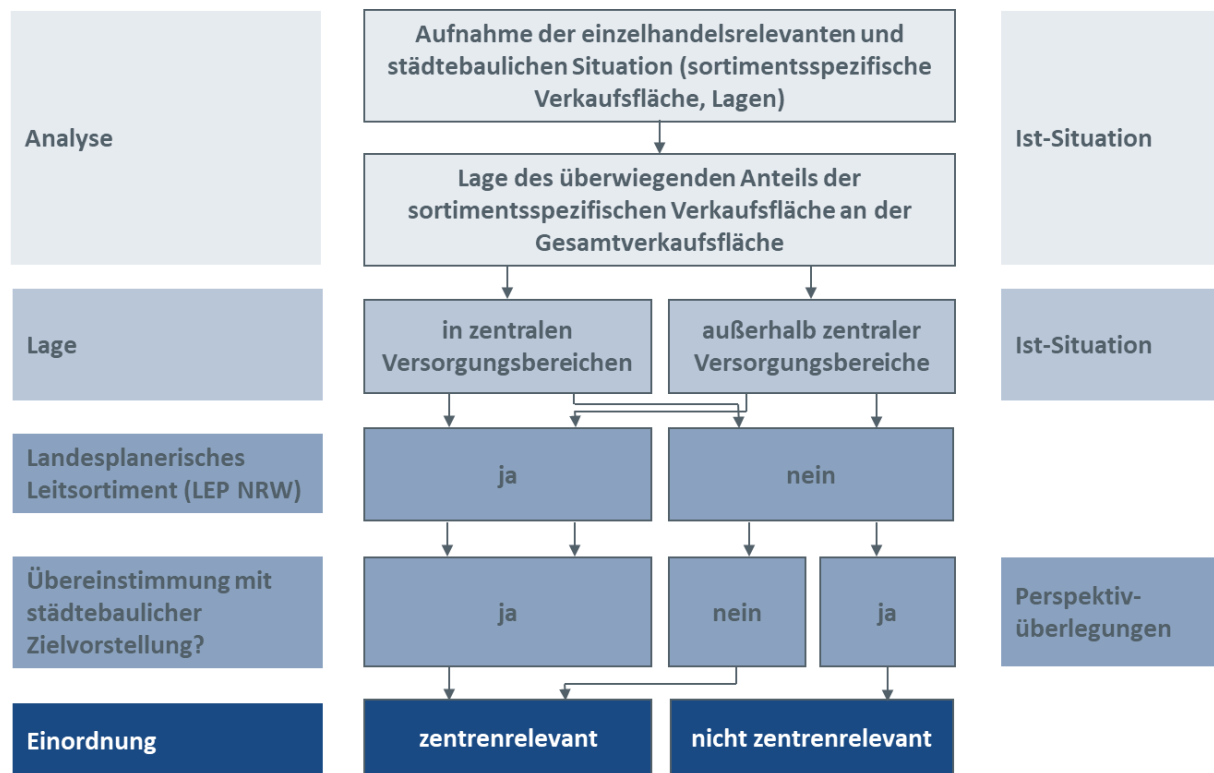 Aufnahme der einzelhandelsrelevanten und
städtebaulichen Situation (sortimentsspezifische
Verkaufsfläche, Lagen)
Analyse
Ist-Situation
Lage des überwiegenden Anteils der
sortimentsspezifischen Verkaufsfläche an der
Gesamtverkaufsfläche
Lage
in zentralen
Versorgungsbereichen
außerhalb zentraler
Versorgungsbereiche
Ist-Situation
Landesplanerisches
Leitsortiment (LEP NRW)
ja
nein
Übereinstimmung mit
städtebaulicher
Zielvorstellung?
ja
nein
ja
Perspektiv-
überlegungen
Einordnung
zentrenrelevant
nicht zentrenrelevant